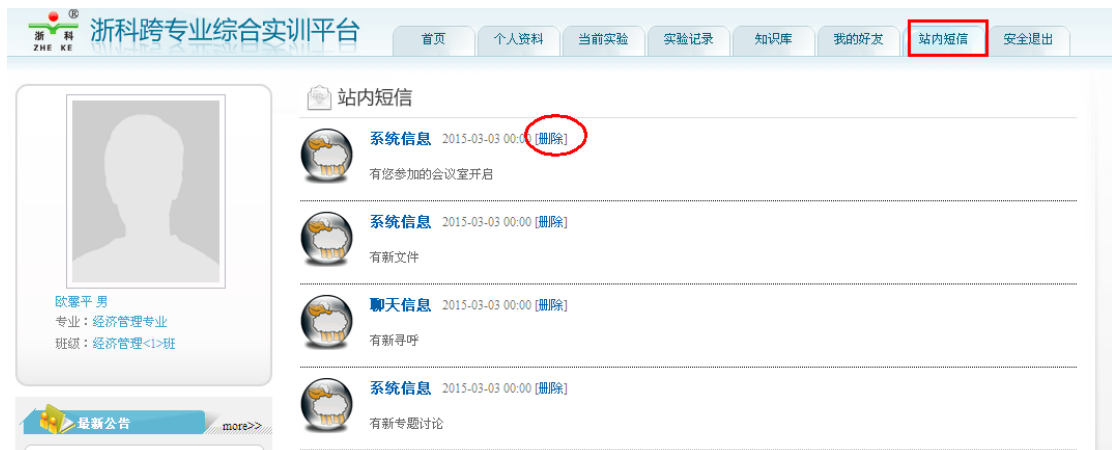 浙科 ® 浙科跨专业综合实训平台
ZHE KE
首页 个人资料 当前实验 实验记录 知识库 我的好友 站内短信 安全退出
站内短信
系统信息 2015-03-03 00:00 [删除]
有您参加的会议室开启
系统信息 2015-03-03 00:00 [删除]
有新文件
聊天信息 2015-03-03 00:00 [删除]
有新寻呼
系统信息 2015-03-03 00:00 [删除]
有新专题讨论
欧馨平 男
专业：经济管理专业
班级：经济管理<1>班
最新公告 more>>